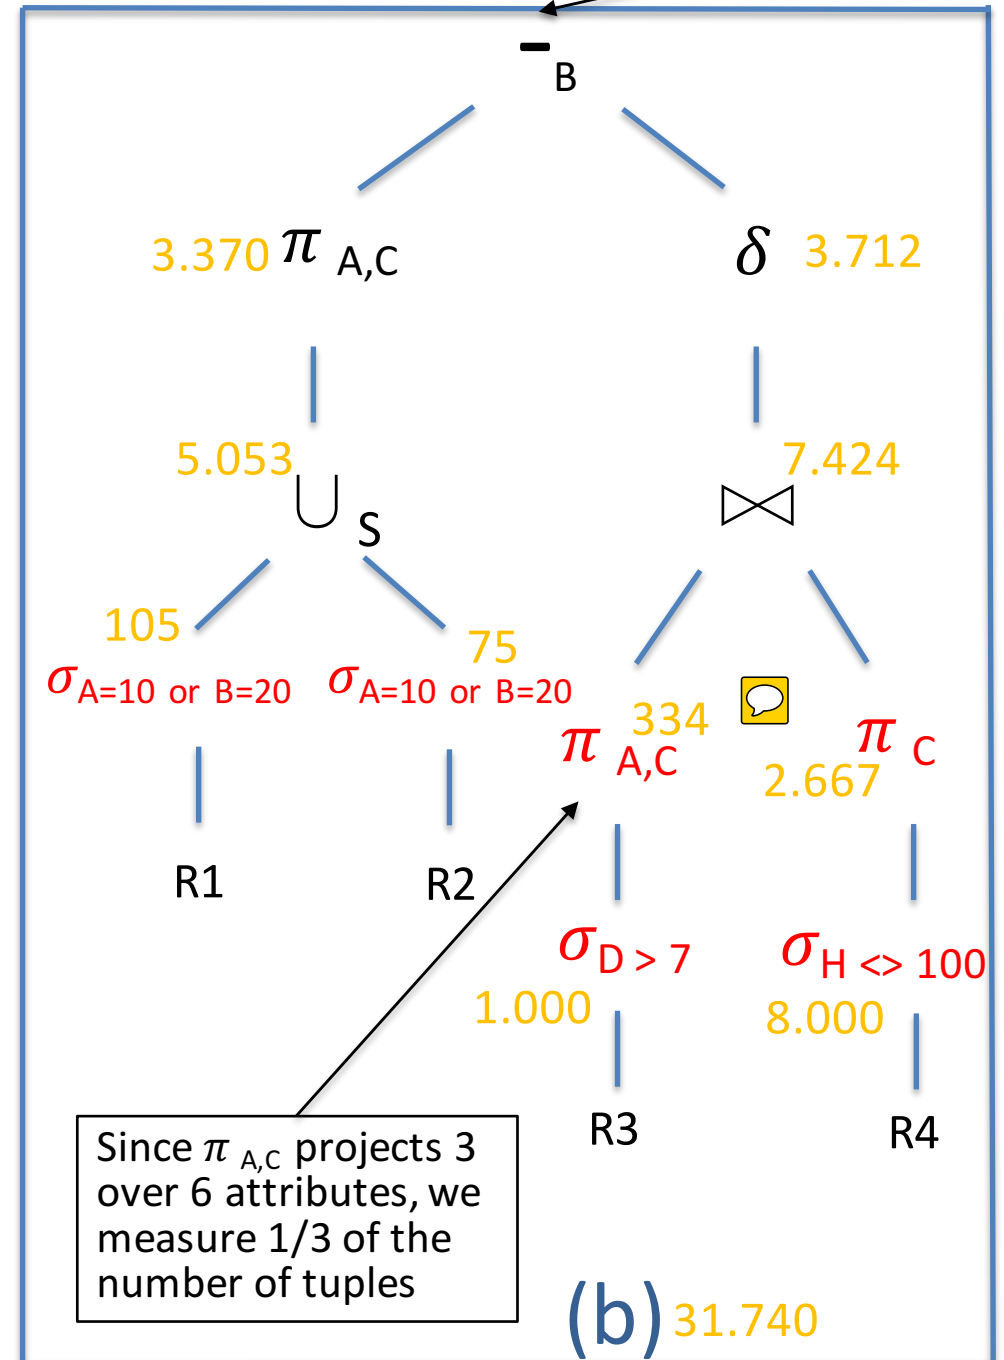 -
B
3.370 π A,C
δ 3.712
5.053
7.424
∪ S
⋈
105
75
σ A=10 or B=20
σ A=10 or B=20
334
π A,C
π C
2.667
R1
R2
σ D > 7
σ H <> 100
1.000
8.000
R3
R4
Since π A,C projects 3
over 6 attributes, we
measure 1/3 of the
number of tuples
(b) 31.740